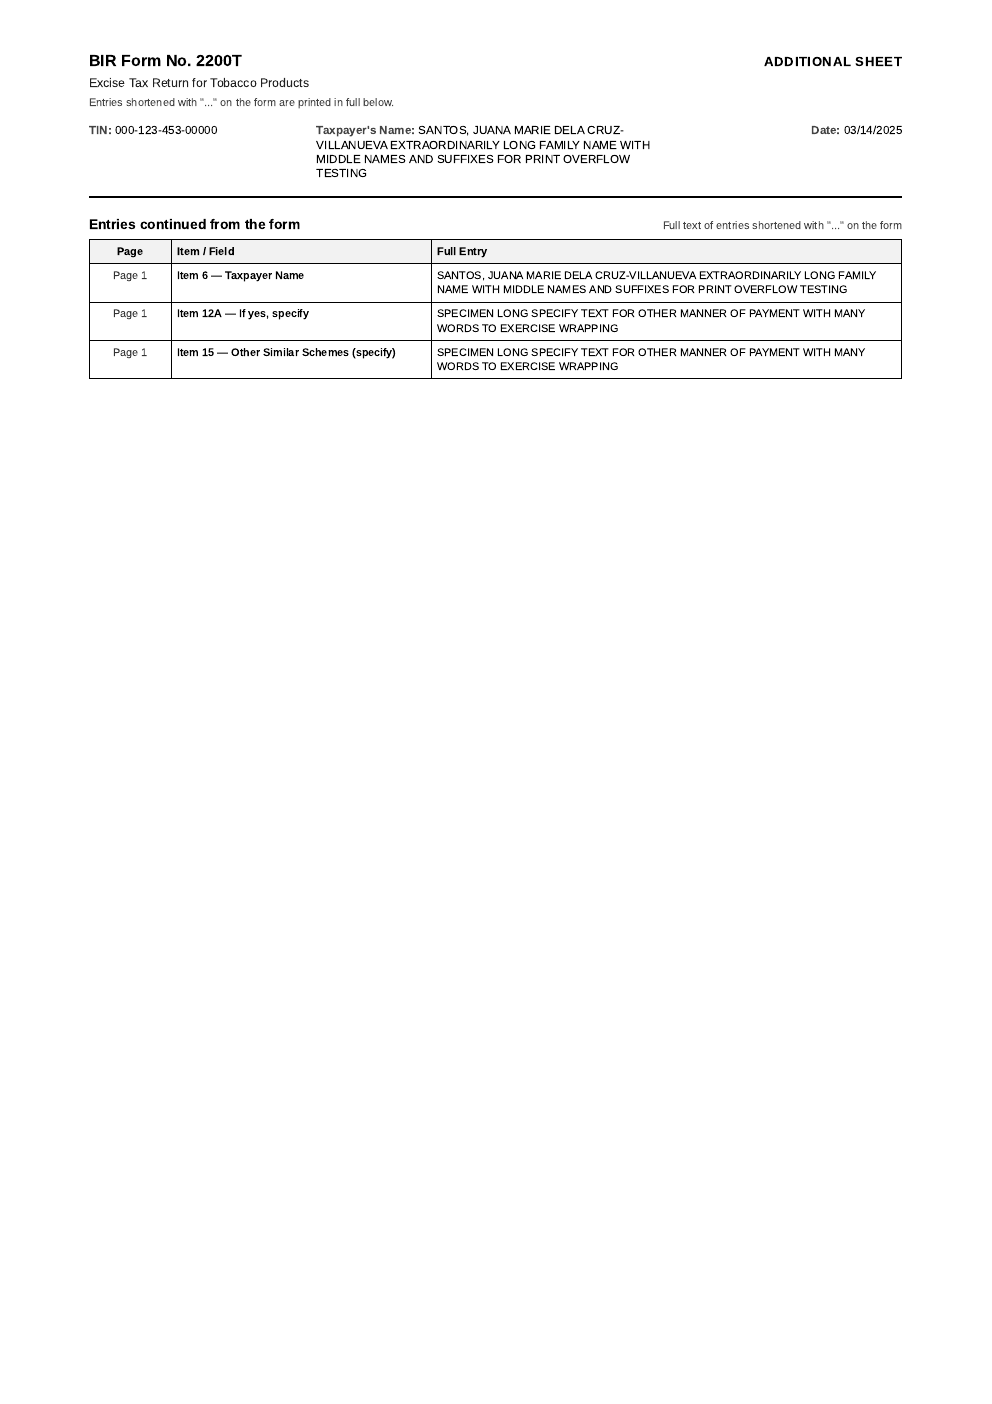 BIR Form No. 2200T
ADDITIONAL SHEET
Excise Tax Return for Tobacco Products
Entries shortened with "..." on the form are printed in full below.
TIN: 000-123-453-00000
Taxpayer's Name: SANTOS, JUANA MARIE DELA CRUZ-
VILLANUEVA EXTRAORDINARILY LONG FAMILY NAME WITH
MIDDLE NAMES AND SUFFIXES FOR PRINT OVERFLOW
TESTING
Date: 03/14/2025
Entries continued from the form
Full text of entries shortened with "..." on the form
Page Item / Field Full Entry
Page 1 Item 6 — Taxpayer Name SANTOS, JUANA MARIE DELA CRUZ-VILLANUEVA EXTRAORDINARILY LONG FAMILY
NAME WITH MIDDLE NAMES AND SUFFIXES FOR PRINT OVERFLOW TESTING
Page 1 Item 12A — If yes, specify SPECIMEN LONG SPECIFY TEXT FOR OTHER MANNER OF PAYMENT WITH MANY
WORDS TO EXERCISE WRAPPING
Page 1 Item 15 — Other Similar Schemes (specify) SPECIMEN LONG SPECIFY TEXT FOR OTHER MANNER OF PAYMENT WITH MANY
WORDS TO EXERCISE WRAPPING